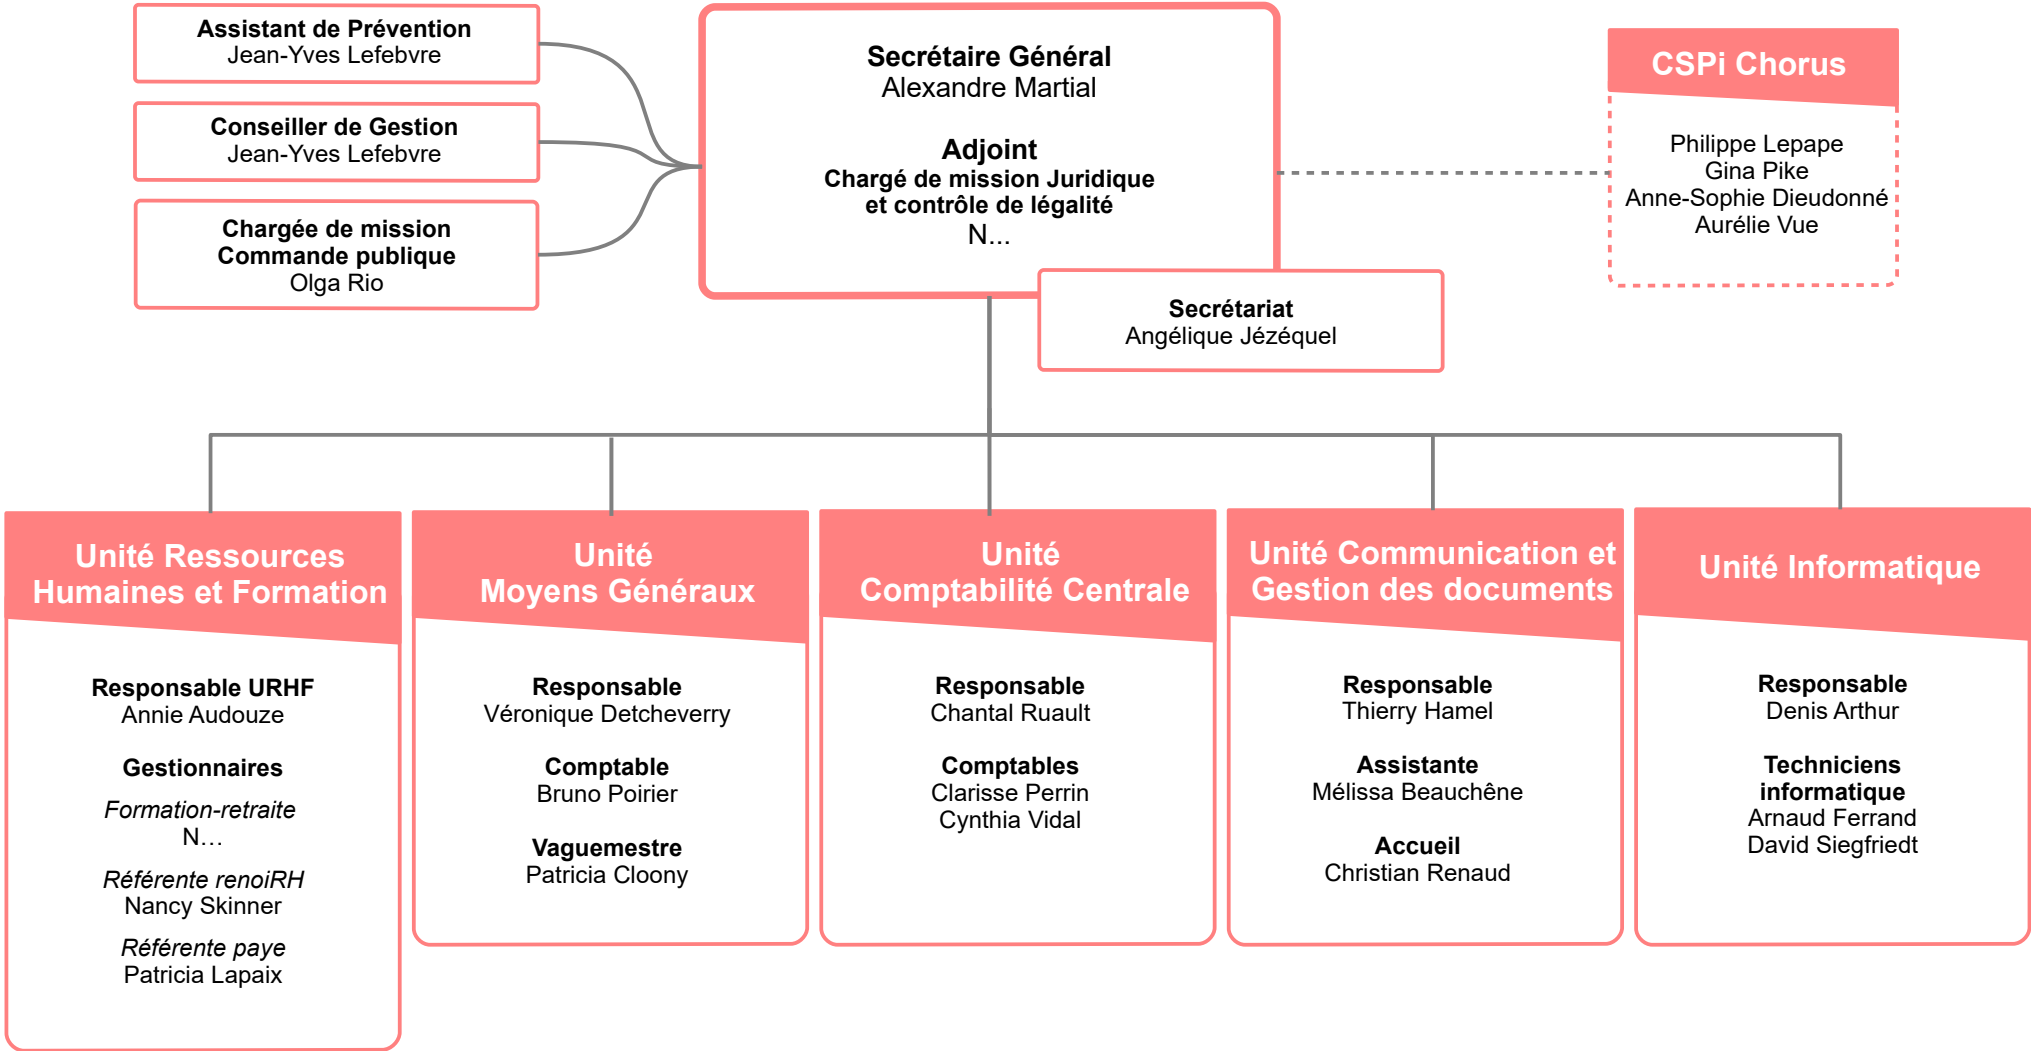 Assistant de Prévention
Jean-Yves Lefebvre
Conseiller de Gestion
Jean-Yves Lefebvre
Chargée de mission
Commande publique
Olga Rio
Secrétaire Général
Alexandre Martial
Adjoint
Chargé de mission Juridique
et contrôle de légalité
N...
Secrétariat
Angélique Jézéquel
CSPi Chorus
Philippe Lepape
Gina Pike
Anne-Sophie Dieudonné
Aurélie Vue
Unité Ressources
Humaines et Formation
Responsable URHF
Annie Audouze
Gestionnaires
Formation-retraite
N…
Référente renoiRH
Nancy Skinner
Référente paye
Patricia Lapaix
Unité
Moyens Généraux
Responsable
Véronique Detcheverry
Comptable
Bruno Poirier
Vaguemestre
Patricia Cloony
Unité
Comptabilité Centrale
Responsable
Chantal Ruault
Comptables
Clarisse Perrin
Cynthia Vidal
Unité Communication et
Gestion des documents
Responsable
Thierry Hamel
Assistante
Mélissa Beauchêne
Accueil
Christian Renaud
Unité Informatique
Responsable
Denis Arthur
Techniciens
informatique
Arnaud Ferrand
David Siegfriedt